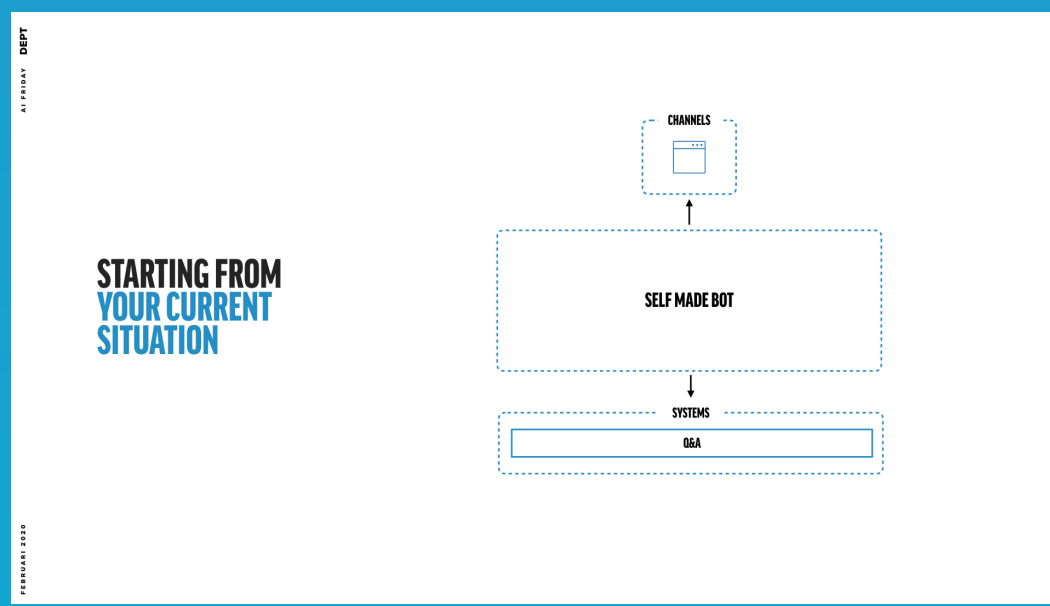 AI FRIDAY DEPT
STARTING FROM
YOUR CURRENT
SITUATION
CHANNELS
SELF MADE BOT
SYSTEMS
Q&A
FEBRUARI 2020